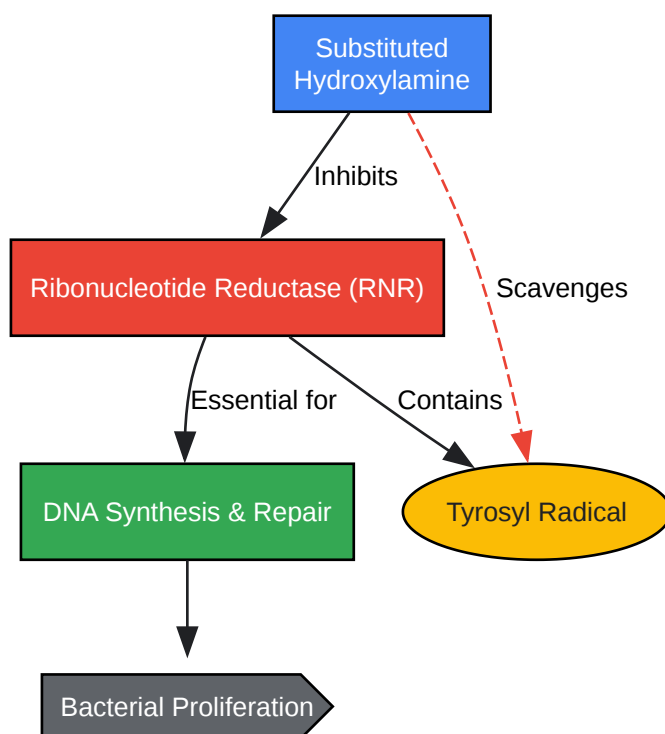 Substituted
Hydroxylamine
Inhibits
Ribonucleotide Reductase (RNR)
Scavenges
Essential for
Contains
DNA Synthesis & Repair
Tyrosyl Radical
Bacterial Proliferation